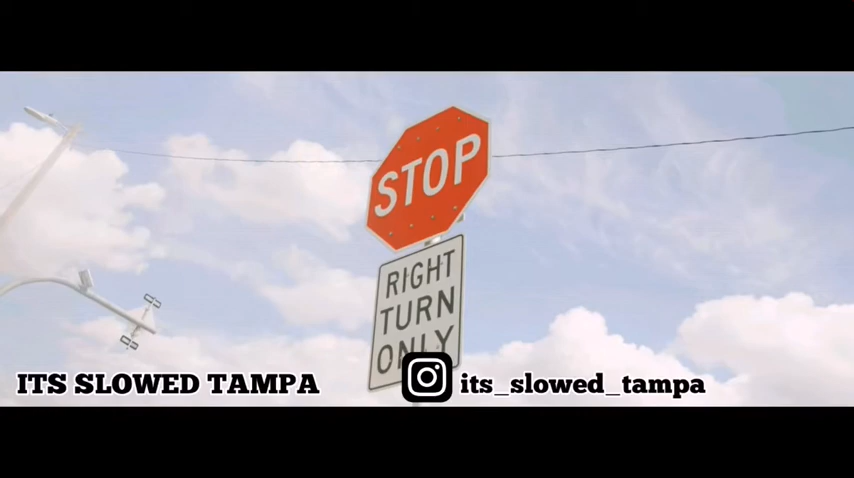 STOP
RIGHT
TURN
ONLY
ITS SLOWED TAMPA
its_slowed_tampa